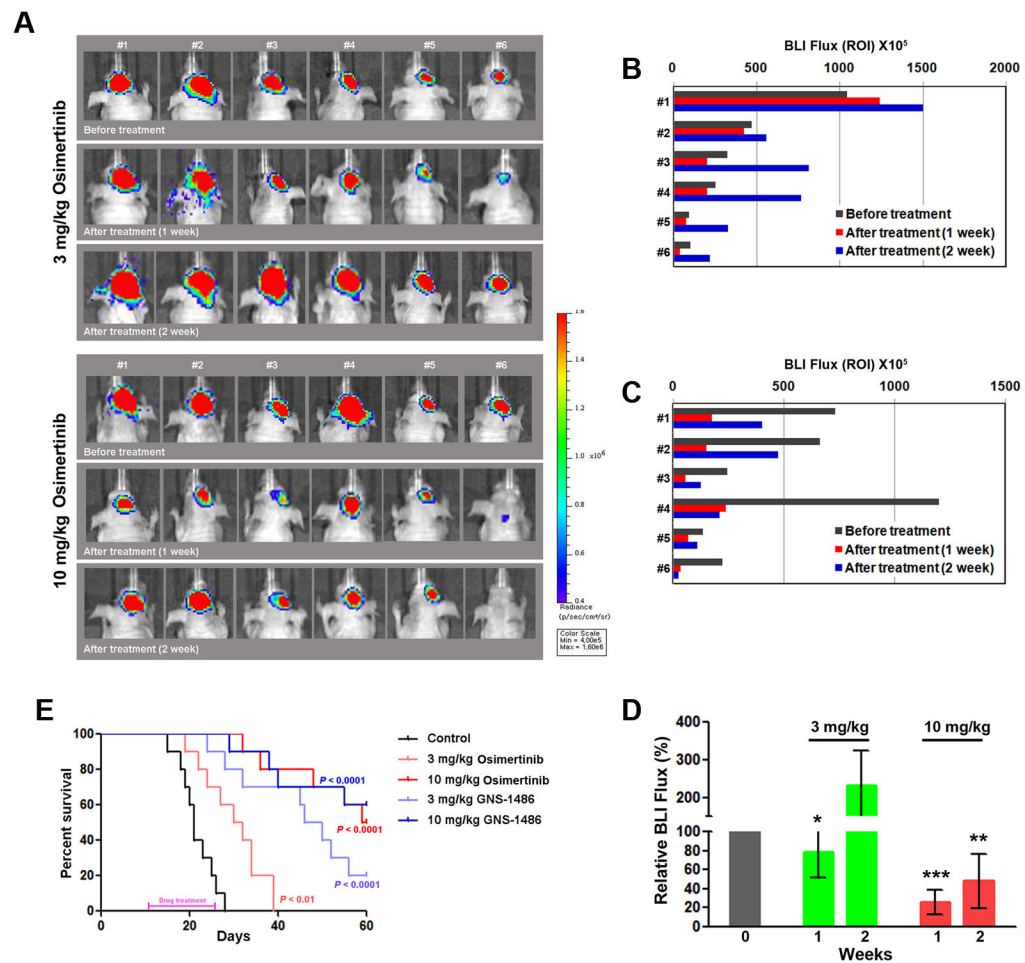 A
3 mg/kg Osimertinib
#1 #2 #3 #4 #5 #6
Before treatment
After treatment (1 week)
After treatment (2 week)
10 mg/kg Osimertinib
#1 #2 #3 #4 #5 #6
Before treatment
After treatment (1 week)
After treatment (2 week)
1.6
1.4
1.2
1.0 x10⁶
0.8
0.6
0.4
Radiance
(p/sec/cm²/sr)
Color Scale
Min = 4.00e5
Max = 1.60e6
B
BLI Flux (ROI) X10⁵
0 500 1000 1500 2000
#1
#2
#3
#4
#5
#6
Before treatment
After treatment (1 week)
After treatment (2 week)
C
BLI Flux (ROI) X10⁵
0 500 1000 1500
#1
#2
#3
#4
#5
#6
Before treatment
After treatment (1 week)
After treatment (2 week)
E
Percent survival
100
80
60
40
20
0
Drug treatment
0 20 40 60
Days
Control
3 mg/kg Osimertinib
10 mg/kg Osimertinib
3 mg/kg GNS-1486
10 mg/kg GNS-1486
P < 0.0001
P < 0.0001
P < 0.0001
P < 0.01
D
Relative BLI Flux (%)
400
300
200
100
80
60
40
20
0
3 mg/kg 10 mg/kg
*
***
**
0 1 2 1 2
Weeks